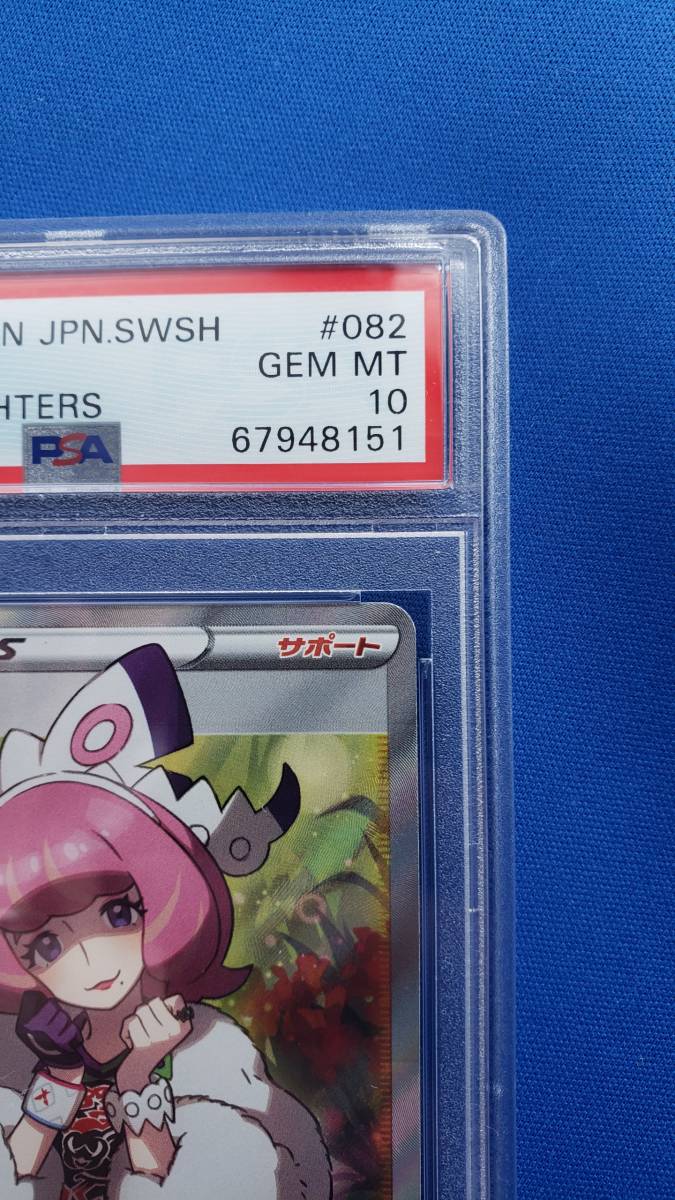 N JPN.SWSH #082
GEM MT
HTERS 10
PSA 67948151
S サポート